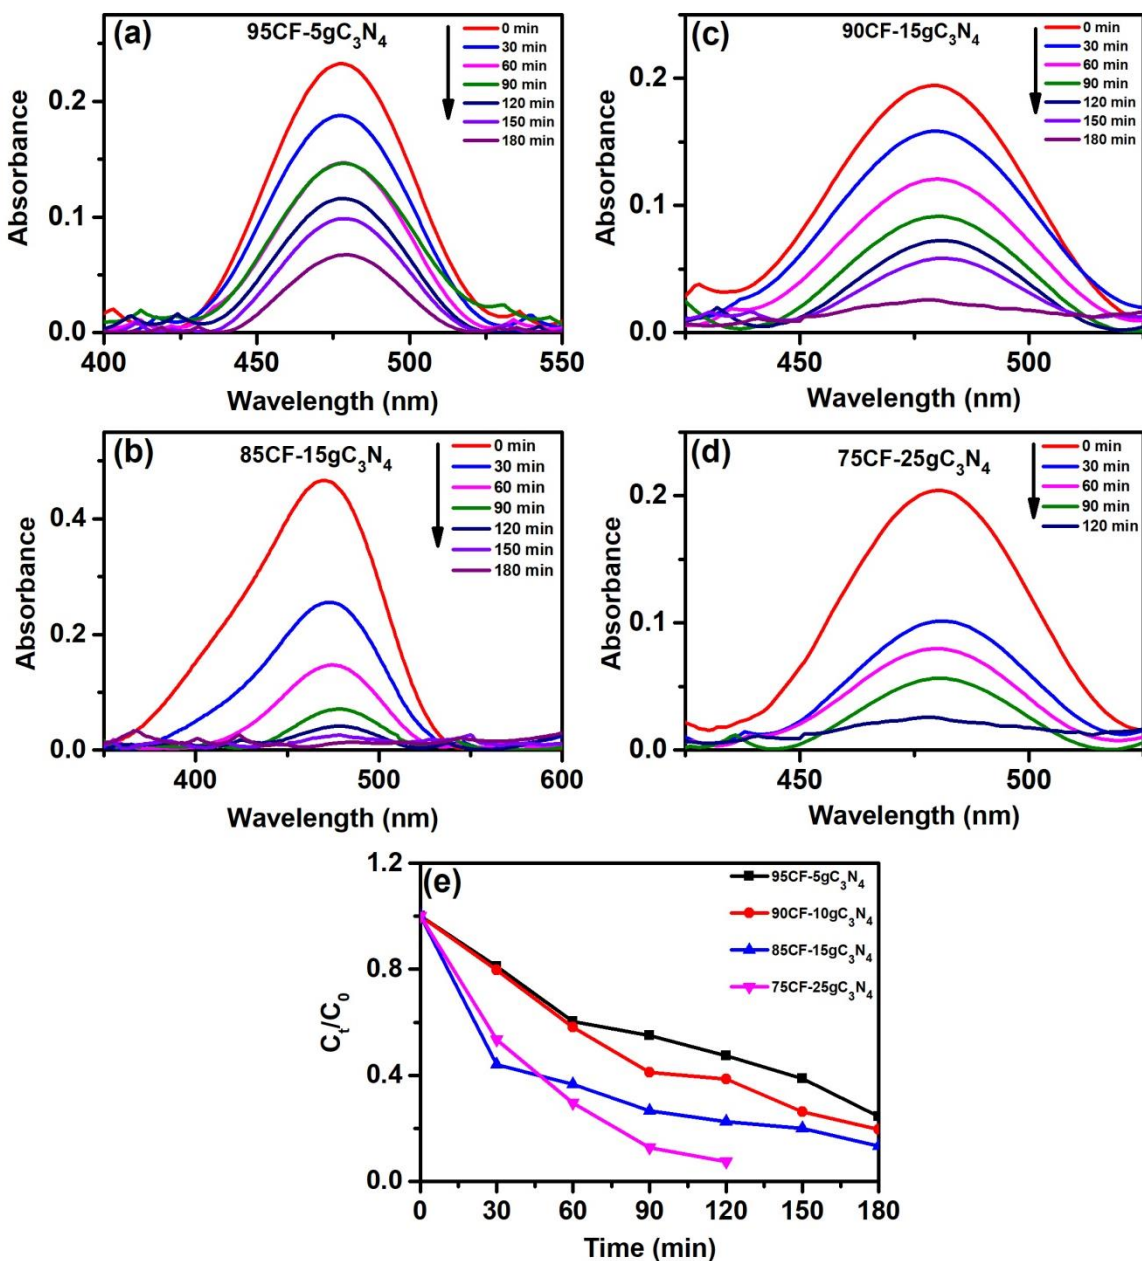 (a)
95CF-5gC₃N₄
0 min
30 min
60 min
90 min
120 min
150 min
180 min
0.2
0.1
0.0
Absorbance
400
450
500
550
Wavelength (nm)
(c)
90CF-15gC₃N₄
0 min
30 min
60 min
90 min
120 min
150 min
180 min
0.2
0.1
0.0
Absorbance
450
500
Wavelength (nm)
(b)
85CF-15gC₃N₄
0 min
30 min
60 min
90 min
120 min
150 min
180 min
0.4
0.2
0.0
Absorbance
400
500
600
Wavelength (nm)
(d)
75CF-25gC₃N₄
0 min
30 min
60 min
90 min
120 min
0.2
0.1
0.0
Absorbance
450
500
Wavelength (nm)
(e)
95CF-5gC₃N₄
90CF-10gC₃N₄
85CF-15gC₃N₄
75CF-25gC₃N₄
1.2
0.8
0.4
0.0
Cₜ/C₀
0
30
60
90
120
150
180
Time (min)